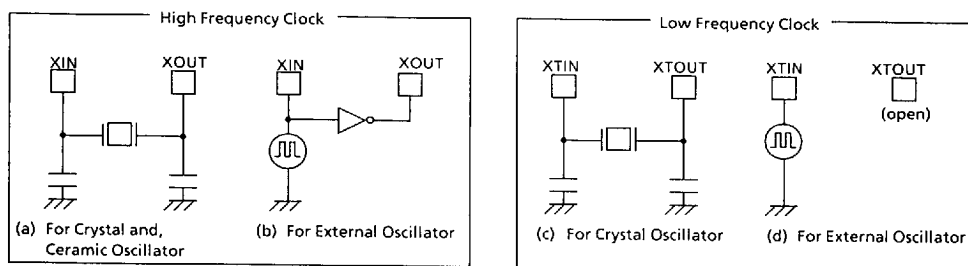 High Frequency Clock
XIN XOUT XIN XOUT
(a) For Crystal and,
Ceramic Oscillator
(b) For External Oscillator
Low Frequency Clock
XTIN XTOUT XTIN XTOUT
(open)
(c) For Crystal Oscillator
(d) For External Oscillator